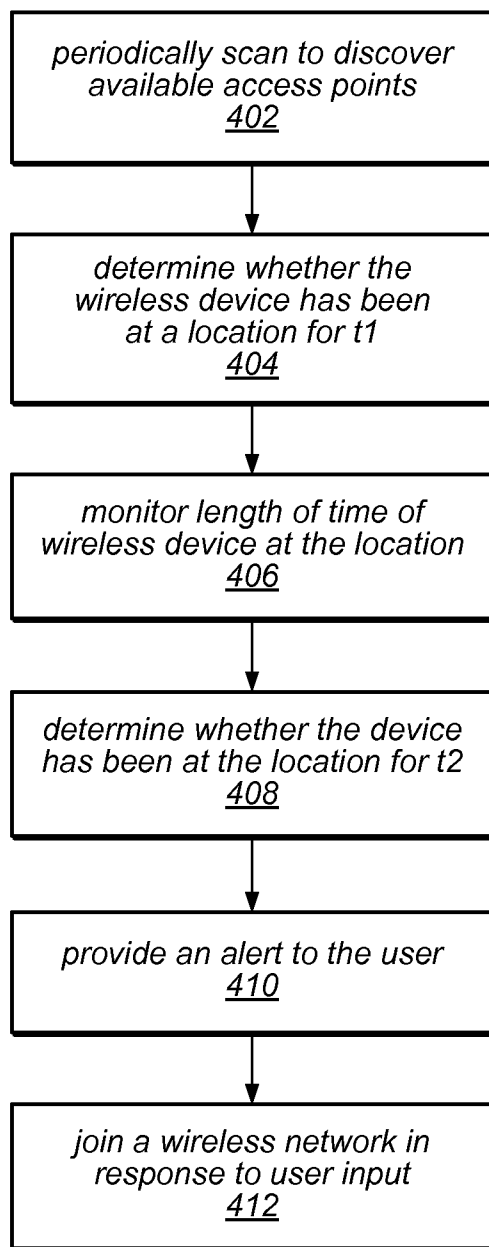 periodically scan to discover
available access points
402
determine whether the
wireless device has been
at a location for t1
404
monitor length of time of
wireless device at the location
406
determine whether the device
has been at the location for t2
408
provide an alert to the user
410
join a wireless network in
response to user input
412